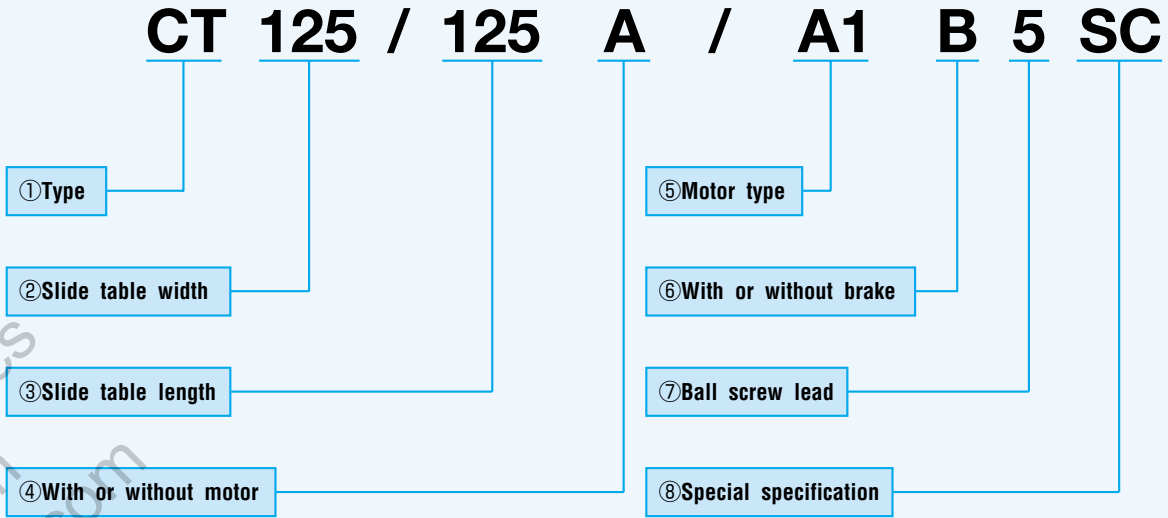 CT 125 / 125 A / A1 B 5 SC
①Type
②Slide table width
③Slide table length
④With or without motor
⑤Motor type
⑥With or without brake
⑦Ball screw lead
⑧Special specification